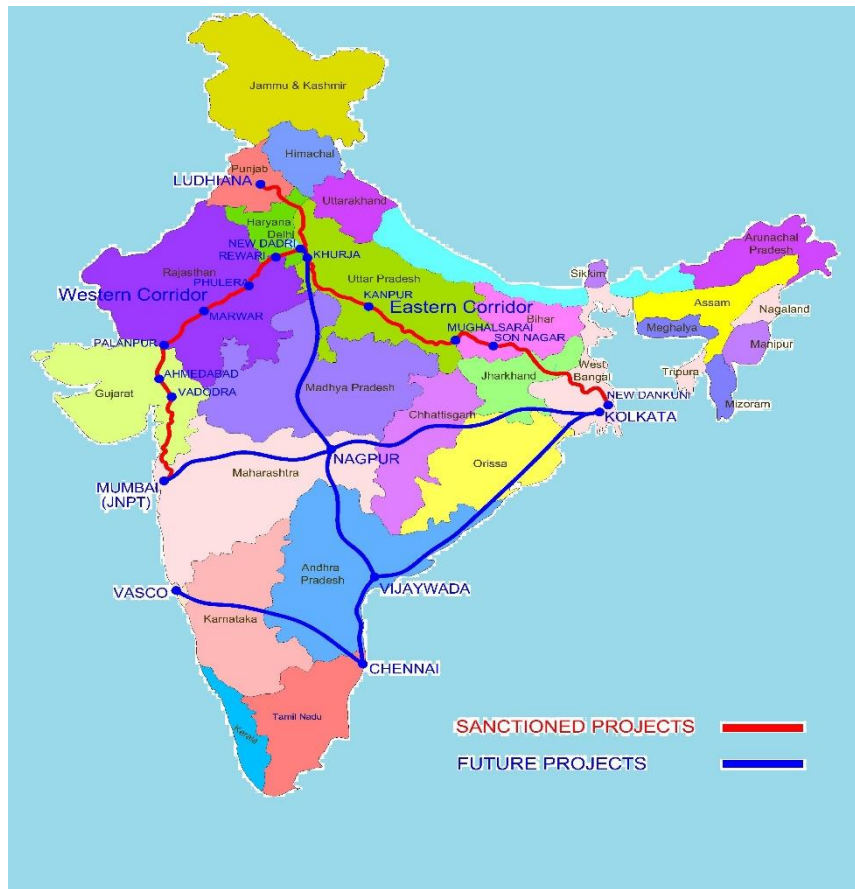 Jammu & Kashmir
Himachal
Punjab
LUDHIANA
Uttarakhand
Haryana
Delhi
NEW DADRI
REWARI
KHURJA
Rajasthan
PHULERA
Western Corridor
MARWAR
Uttar Pradesh
KANPUR
Eastern Corridor
MUGHALSARAI
Bihar
SON NAGAR
Sikkim
Arunachal
Pradesh
Assam
Nagaland
Meghalya
Manipur
Tripura
Mizoram
PALANPUR
AHMEDABAD
Gujarat
VADODRA
Madhya Pradesh
Jharkhand
West
Bangal
Chhattisgarh
NEW DANKUNI
KOLKATA
NAGPUR
Orissa
Maharashtra
MUMBAI
(JNPT)
Andhra
Pradesh
VIJAYWADA
VASCO
Karnataka
CHENNAI
Tamil Nadu
Kerala
SANCTIONED PROJECTS
FUTURE PROJECTS